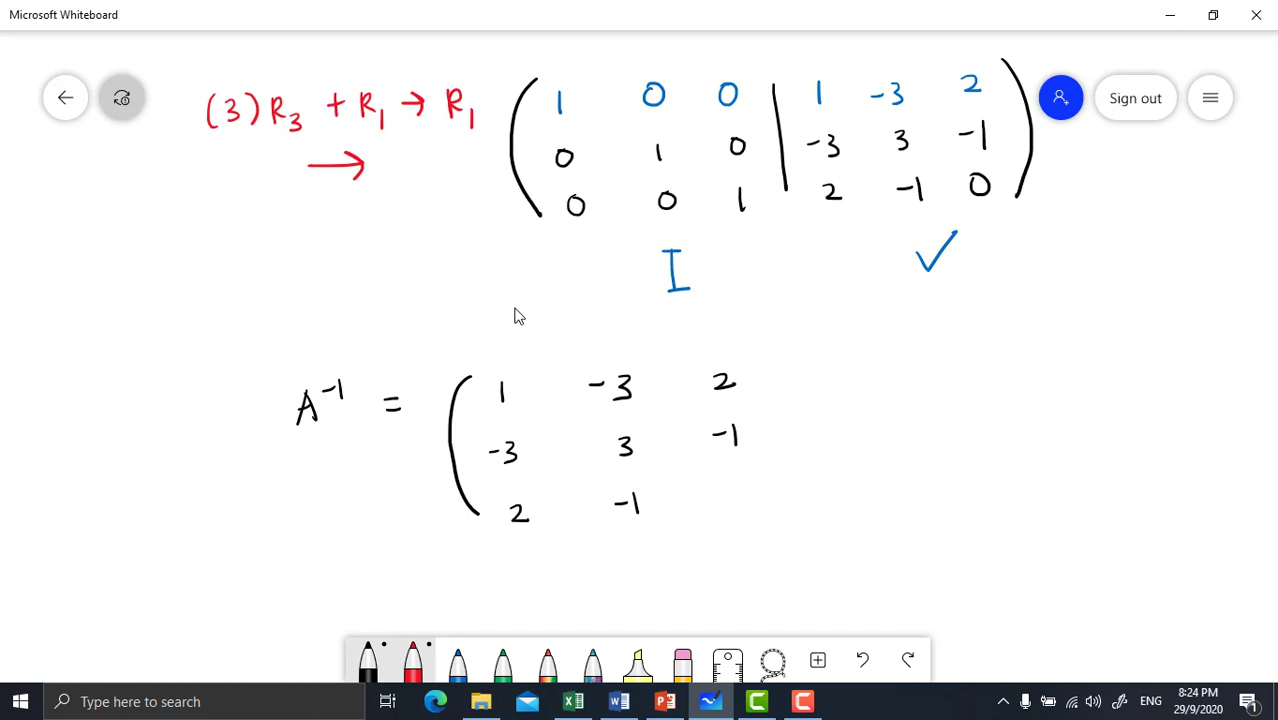 Microsoft Whiteboard
(3)R₃ + R₁ → R₁
→
1 0 0 | 1 -3 2
0 1 0 | -3 3 -1
0 0 1 | 2 -1 0
I ✓
A⁻¹ =
1 -3 2
-3 3 -1
2 -1
Sign out
Type here to search
ENG
8:24 PM
29/9/2020
1